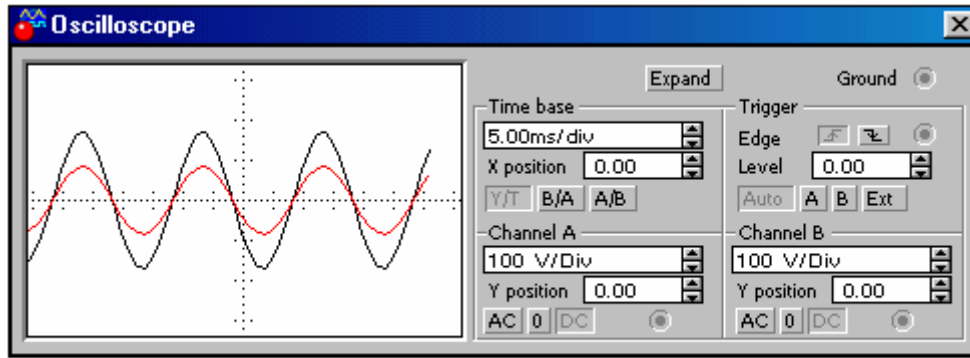 Oscilloscope
Expand
Ground
Time base
5.00ms/div
X position 0.00
Y/T B/A A/B
Trigger
Edge
Level 0.00
Auto A B Ext
Channel A
100 V/Div
Y position 0.00
AC 0 DC
Channel B
100 V/Div
Y position 0.00
AC 0 DC